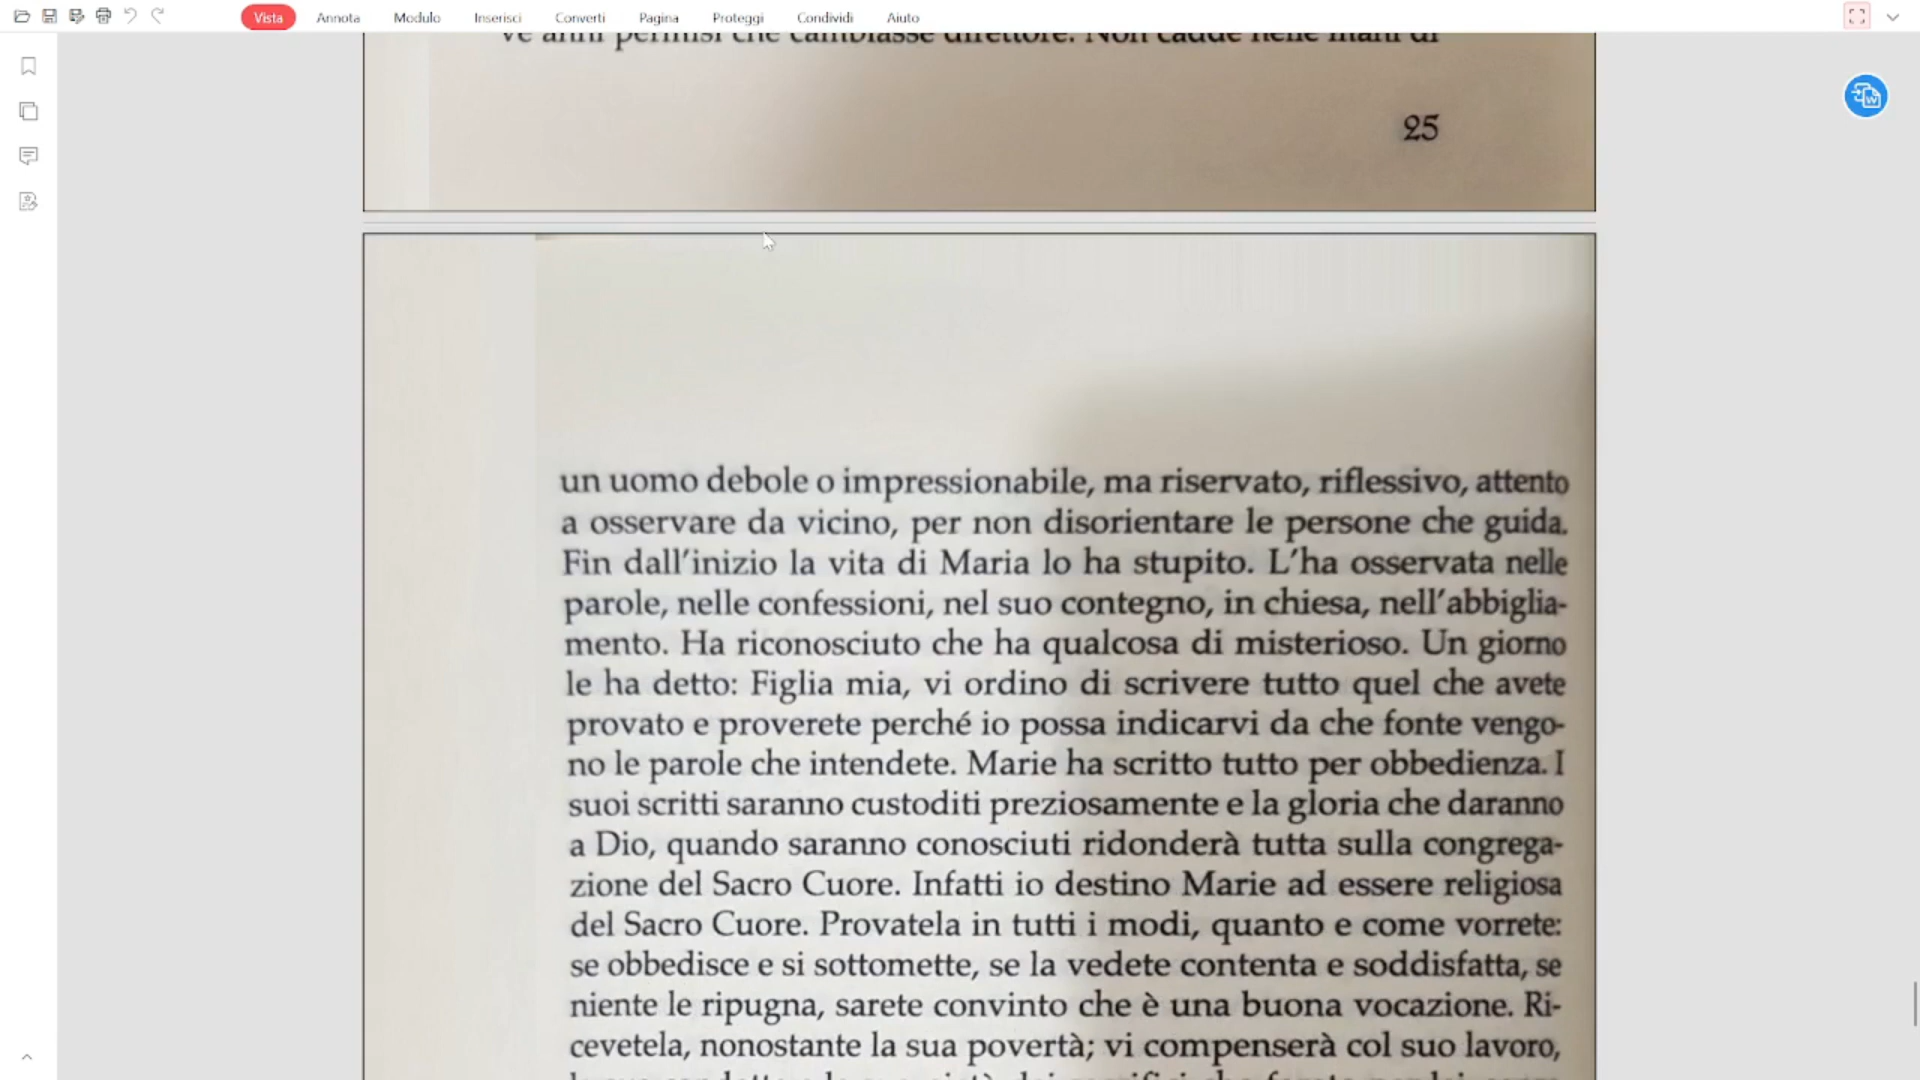 Vista Annota Modulo Inserisci Converti Pagina Proteggi Condividi Aiuto
ve anni permisi che cambiasse direttore. Non cadde nelle mani di
25
un uomo debole o impressionabile, ma riservato, riflessivo, attento
a osservare da vicino, per non disorientare le persone che guida.
Fin dall'inizio la vita di Maria lo ha stupito. L'ha osservata nelle
parole, nelle confessioni, nel suo contegno, in chiesa, nell'abbiglia-
mento. Ha riconosciuto che ha qualcosa di misterioso. Un giorno
le ha detto: Figlia mia, vi ordino di scrivere tutto quel che avete
provato e proverete perché io possa indicarvi da che fonte vengo-
no le parole che intendete. Marie ha scritto tutto per obbedienza. I
suoi scritti saranno custoditi preziosamente e la gloria che daranno
a Dio, quando saranno conosciuti ridonderà tutta sulla congrega-
zione del Sacro Cuore. Infatti io destino Marie ad essere religiosa
del Sacro Cuore. Provatela in tutti i modi, quanto e come vorrete:
se obbedisce e si sottomette, se la vedete contenta e soddisfatta, se
niente le ripugna, sarete convinto che è una buona vocazione. Ri-
cevetela, nonostante la sua povertà; vi compenserà col suo lavoro,